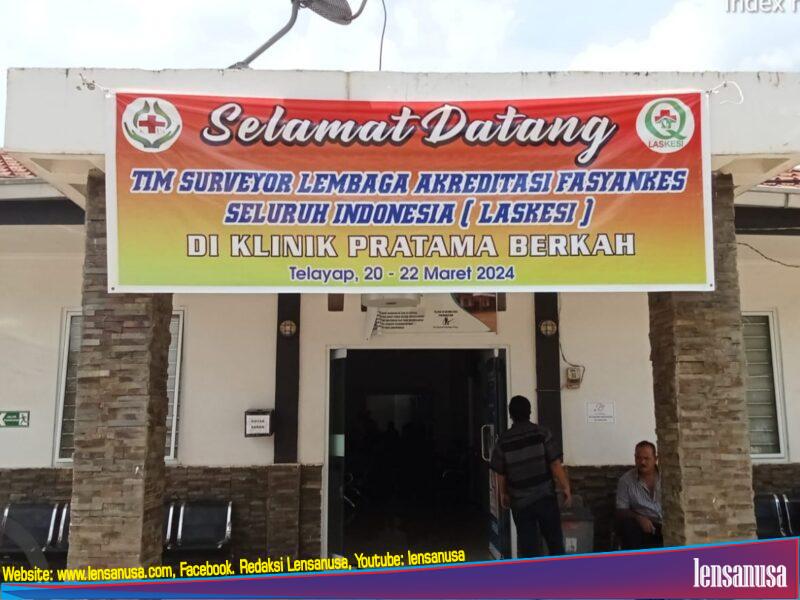 Index n
Selamat Datang
LASKESI
TIM SURVEYOR LEMBAGA AKREDITASI FASYANKES
SELURUH INDONESIA ( LASKESI )
DI KLINIK PRATAMA BERKAH
Telayap, 20 - 22 Maret 2024
Website: www.lensanusa.com, Facebook. Redaksi Lensanusa, Youtube: lensanusa
lensanusa